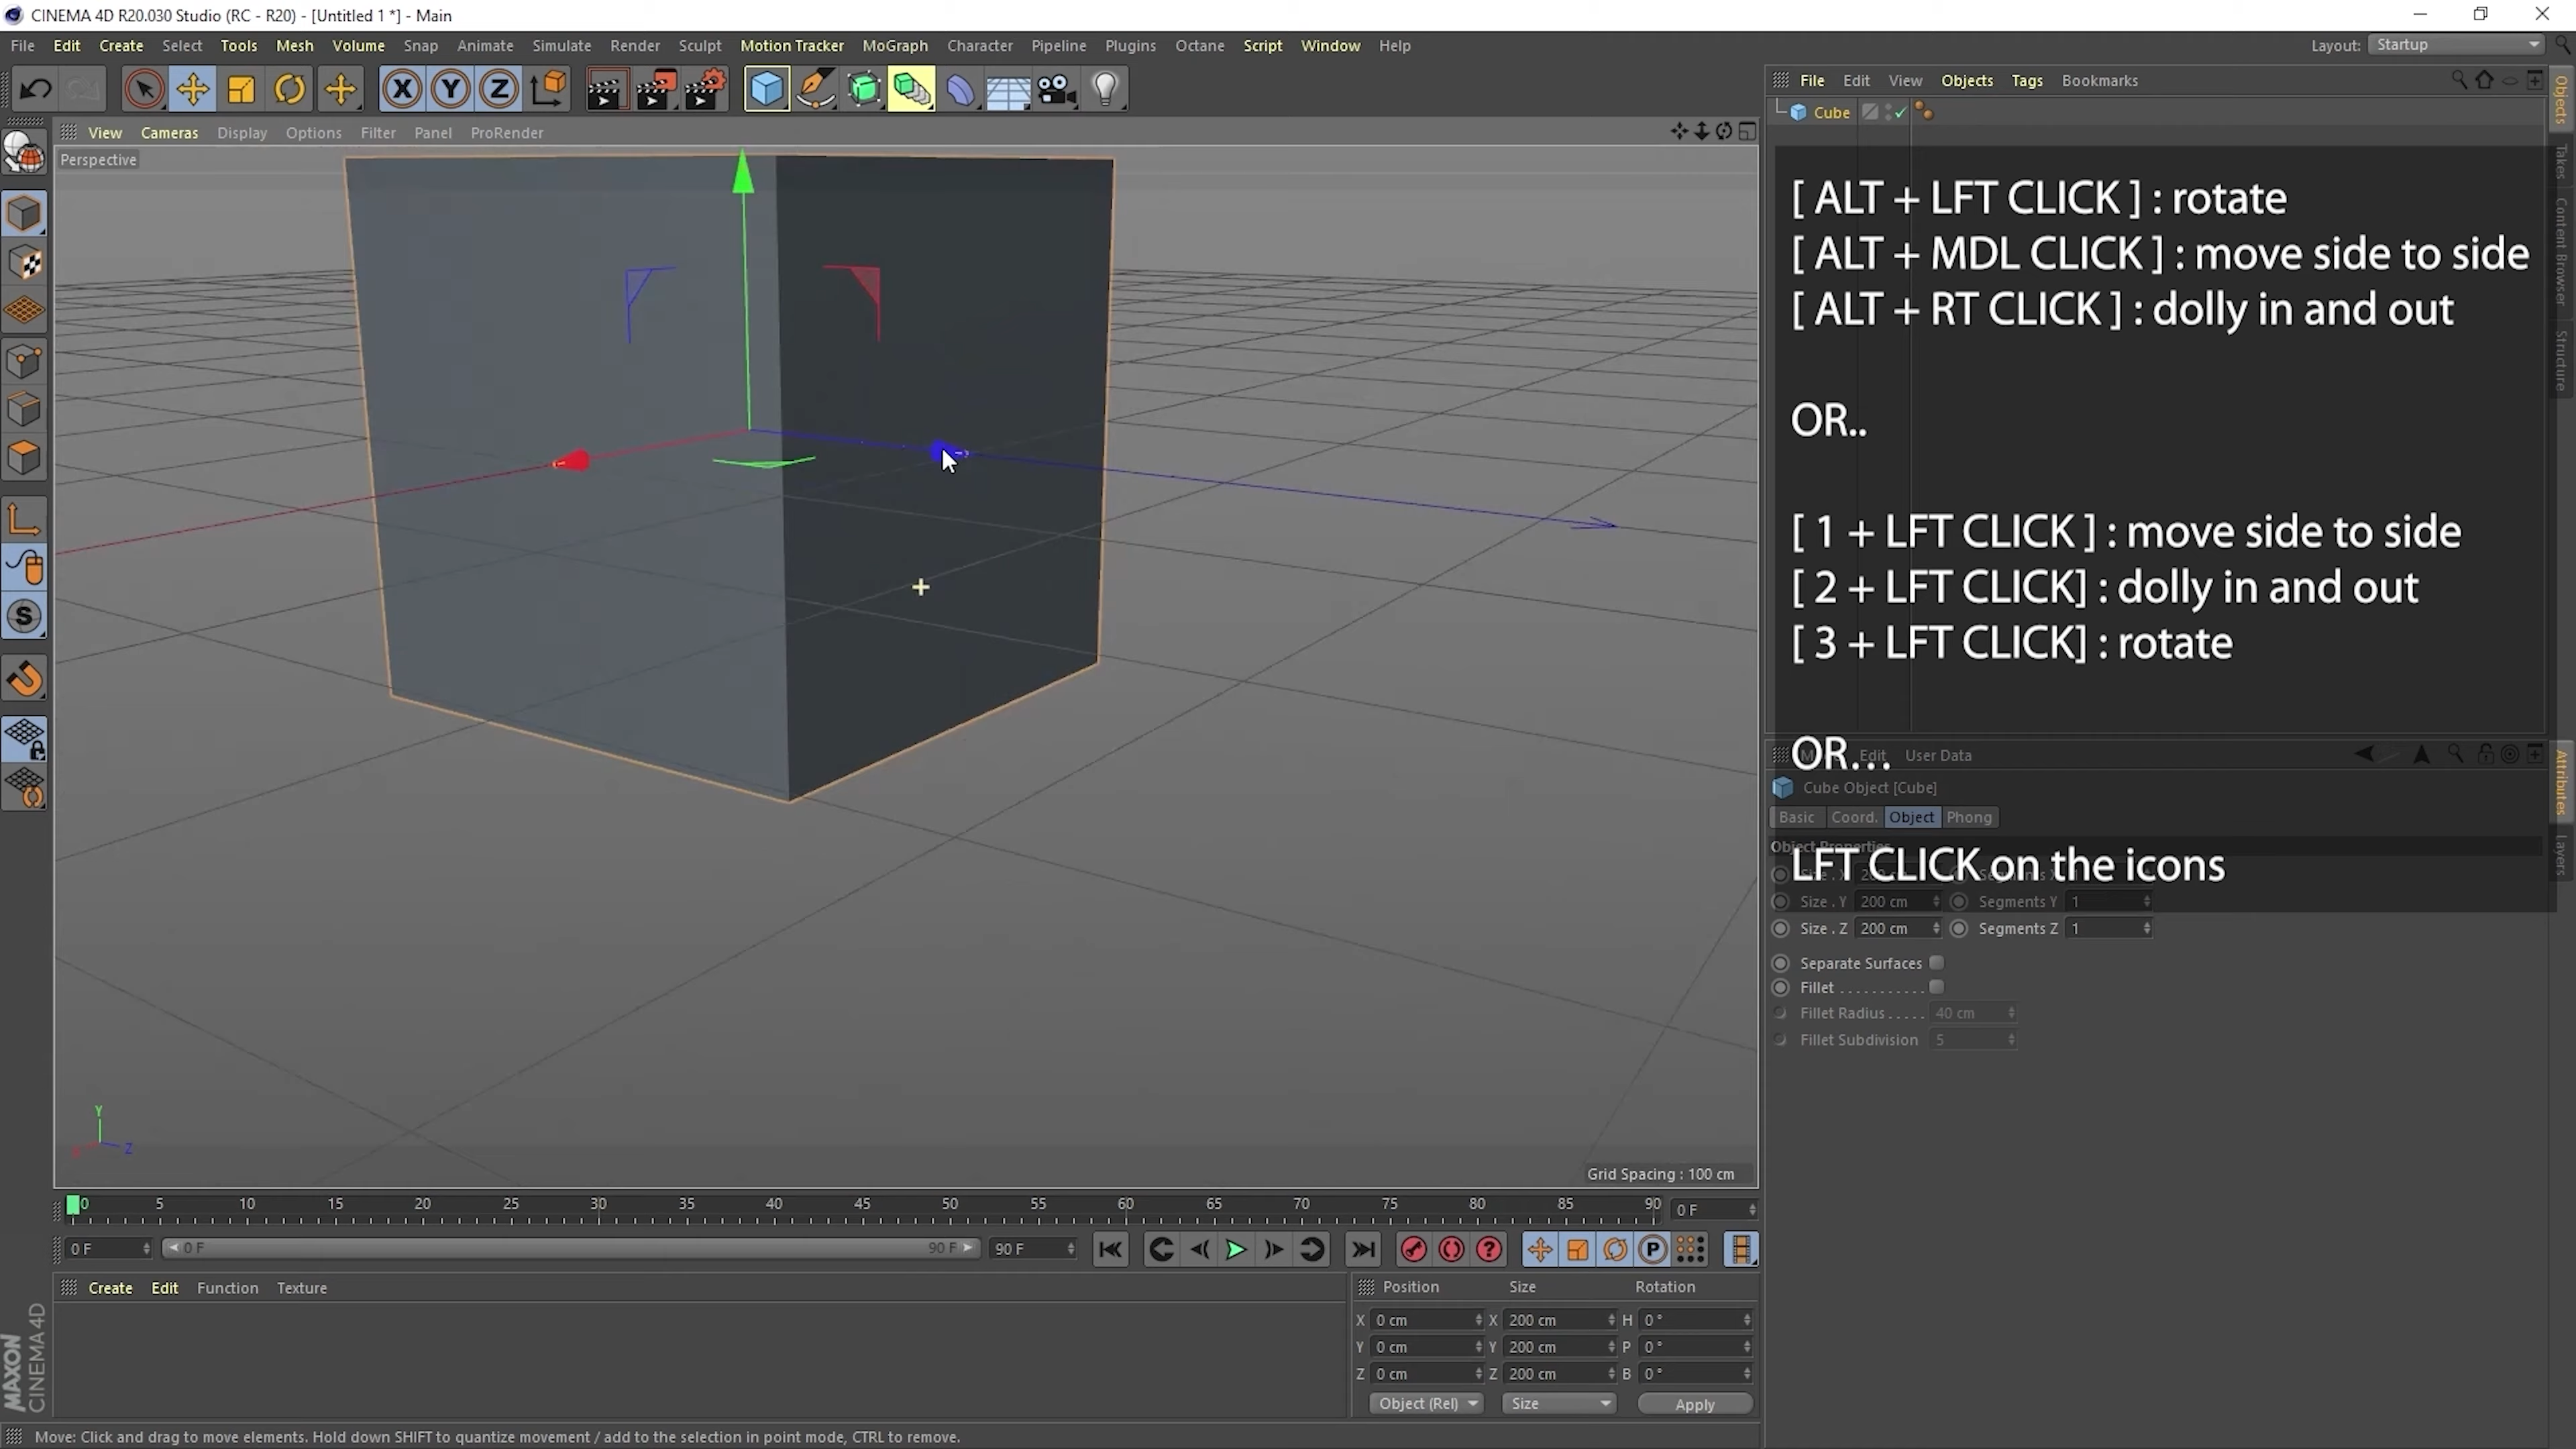 CINEMA 4D R20.030 Studio (RC - R20) - [Untitled 1 *] - Main
File Edit Create Select Tools Mesh Volume Snap Animate Simulate Render Sculpt Motion Tracker MoGraph Character Pipeline Plugins Octane Script Window Help
Layout: Startup
X Y Z
File Edit View Objects Tags Bookmarks
Cube
View Cameras Display Options Filter Panel ProRender
Perspective
Objects
Takes
Content Browser
Structure
[ ALT + LFT CLICK ] : rotate
[ ALT + MDL CLICK ] : move side to side
[ ALT + RT CLICK ] : dolly in and out
OR..
[ 1 + LFT CLICK ] : move side to side
[ 2 + LFT CLICK] : dolly in and out
[ 3 + LFT CLICK] : rotate
OR...
LFT CLICK on the icons
Edit User Data
Cube Object [Cube]
Basic Coord. Object Phong
Object Properties
Size . Y 200 cm Segments Y 1
Size . Z 200 cm Segments Z 1
Separate Surfaces
Fillet . . . . . . . . . . .
Fillet Radius . . . . . 40 cm
Fillet Subdivision 5
Attributes
Layers
S
Y
Z
Grid Spacing : 100 cm
0 5 10 15 20 25 30 35 40 45 50 55 60 65 70 75 80 85 90 0 F
0 F 0 F 90 F 90 F
? P
Create Edit Function Texture
Position Size Rotation
X 0 cm X 200 cm H 0 °
Y 0 cm Y 200 cm P 0 °
Z 0 cm Z 200 cm B 0 °
Object (Rel) Size Apply
MAXON
CINEMA 4D
Move: Click and drag to move elements. Hold down SHIFT to quantize movement / add to the selection in point mode, CTRL to remove.